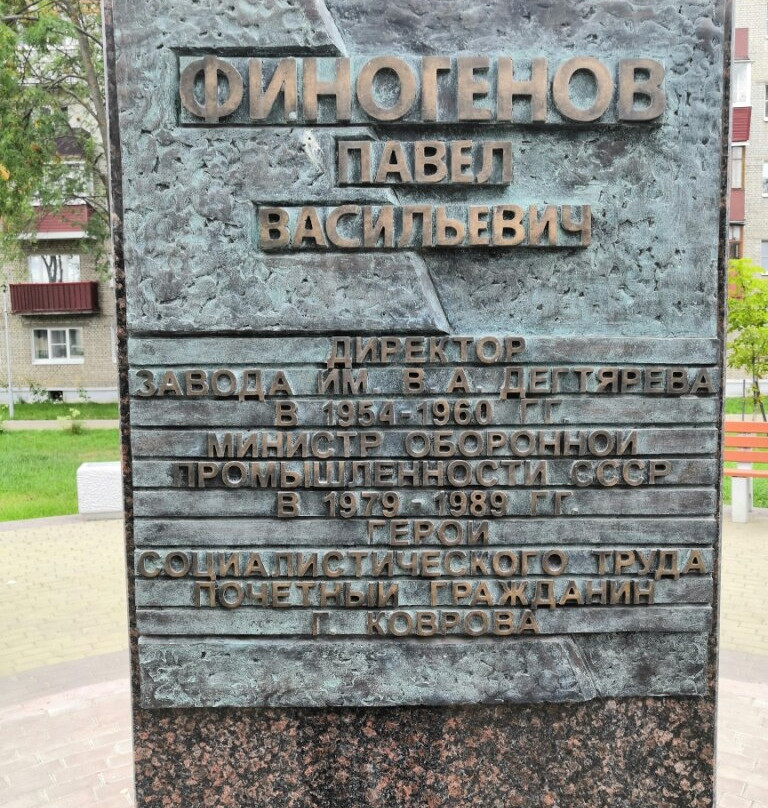 ФИНОГЕНОВ
ПАВЕЛ
ВАСИЛЬЕВИЧ
ДИРЕКТОР
ЗАВОДА ИМ. В. А. ДЕГТЯРЕВА
В 1954-1960 ГГ.
МИНИСТР ОБОРОННОЙ
ПРОМЫШЛЕННОСТИ СССР
В 1979 - 1989 ГГ.
ГЕРОЙ
СОЦИАЛИСТИЧЕСКОГО ТРУДА
ПОЧЕТНЫЙ ГРАЖДАНИН
Г. КОВРОВА